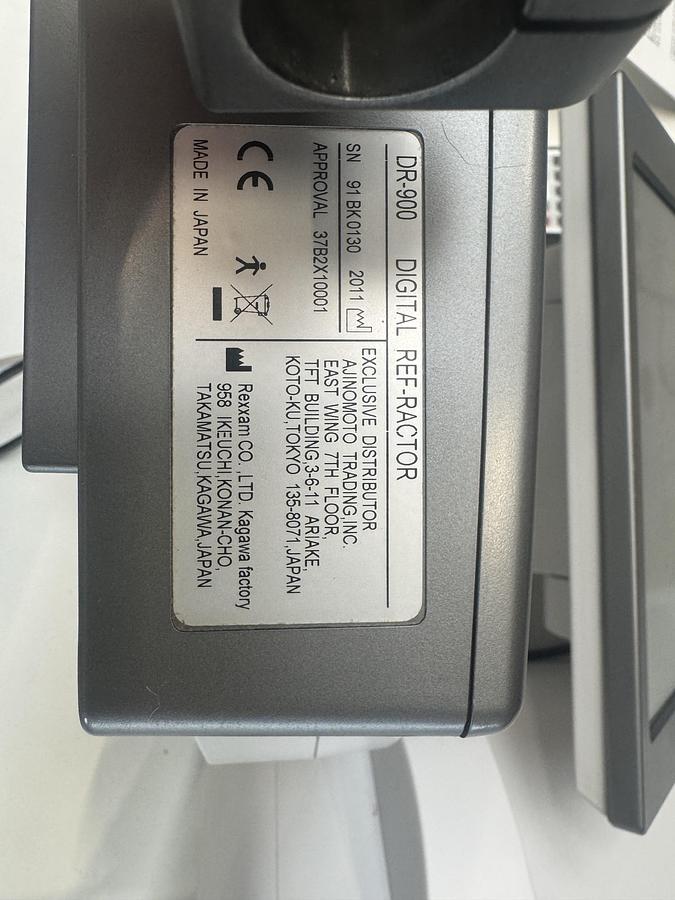 DR-900 DIGITAL REF-RACTOR
SN 91BK0130 2011
APPROVAL 37B2X10001
CE
MADE IN JAPAN
EXCLUSIVE DISTRIBUTOR
AJINOMOTO TRADING,INC.
EAST WING 7TH FLOOR,
TFT BUILDING,3-6-11 ARIAKE,
KOTO-KU,TOKYO 135-8071,JAPAN
Rexxam CO. ,LTD. Kagawa factory
958 IKEUCHI,KONAN-CHO,
TAKAMATSU,KAGAWA,JAPAN